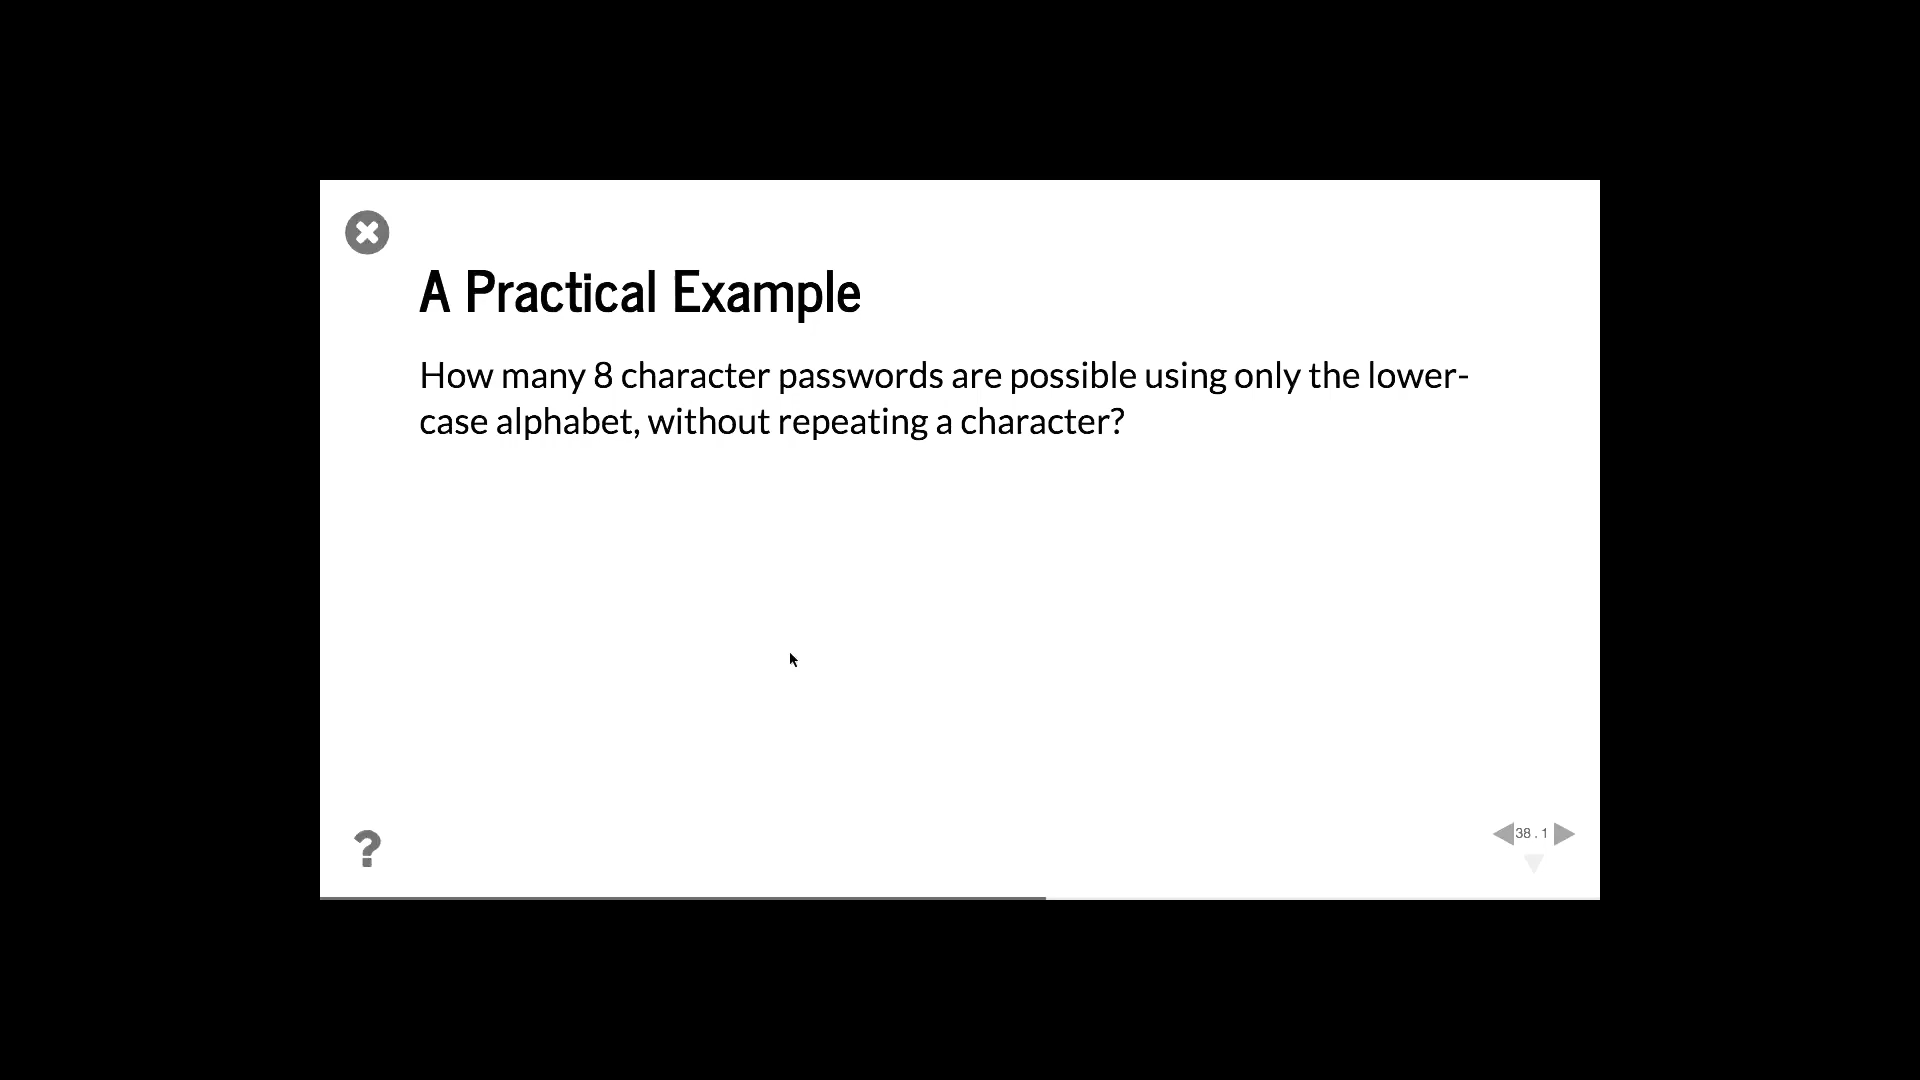 A Practical Example
How many 8 character passwords are possible using only the lower-
case alphabet, without repeating a character?
?
38 . 1